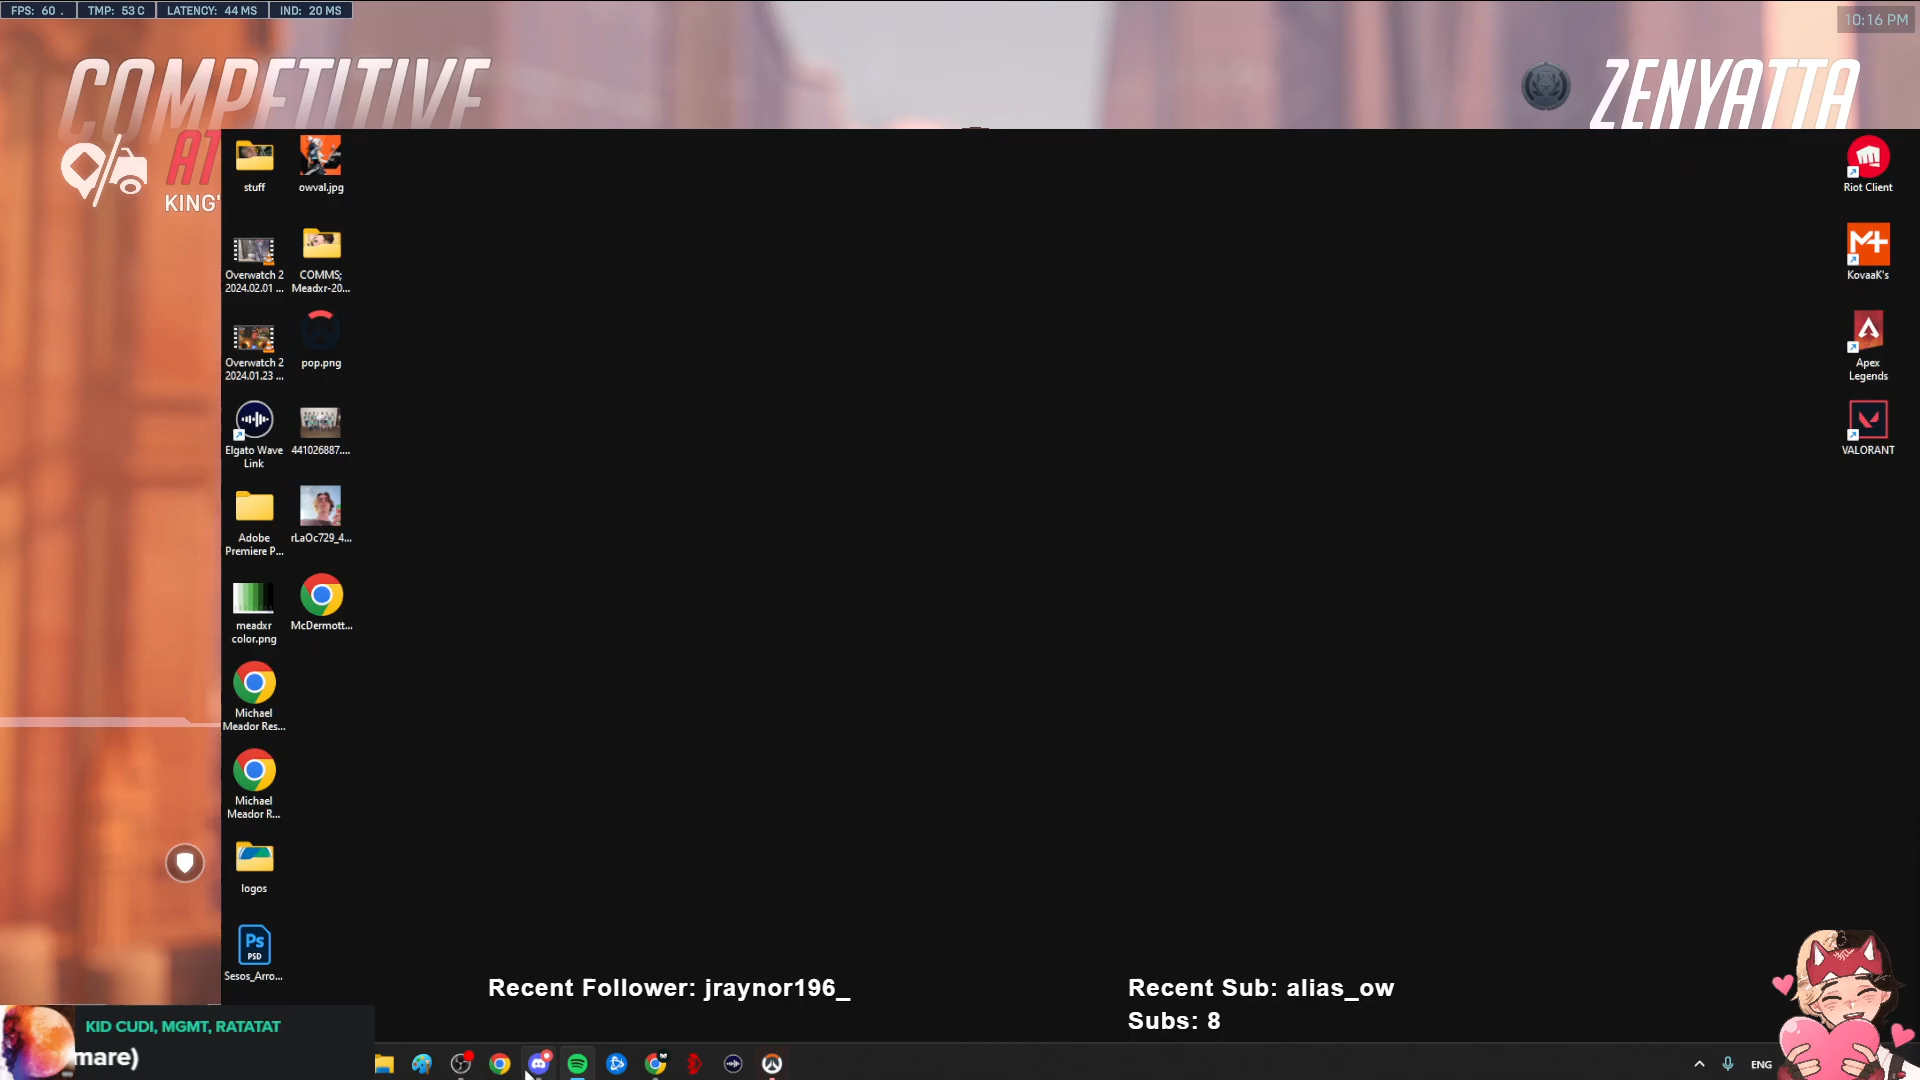 FPS: 60 .
TMP: 53 C
LATENCY: 44 MS
IND: 20 MS
10:16 PM
COMPETITIVE
ZENYATTA
KING'
stuff
owval.jpg
Riot Client
Overwatch 2
2024.02.01 ...
COMMS;
Meadxr-20...
KovaaK's
Overwatch 2
2024.01.23 ...
pop.png
Apex
Legends
Elgato Wave
Link
441026887....
VALORANT
Adobe
Premiere P...
rLaOc729_4...
meadxr
color.png
McDermott...
Michael
Meador Res...
Michael
Meador R...
logos
Ps
PSD
Sesos_Arro...
Recent Follower: jraynor196_
Recent Sub: alias_ow
Subs: 8
KID CUDI, MGMT, RATATAT
mare)
ENG